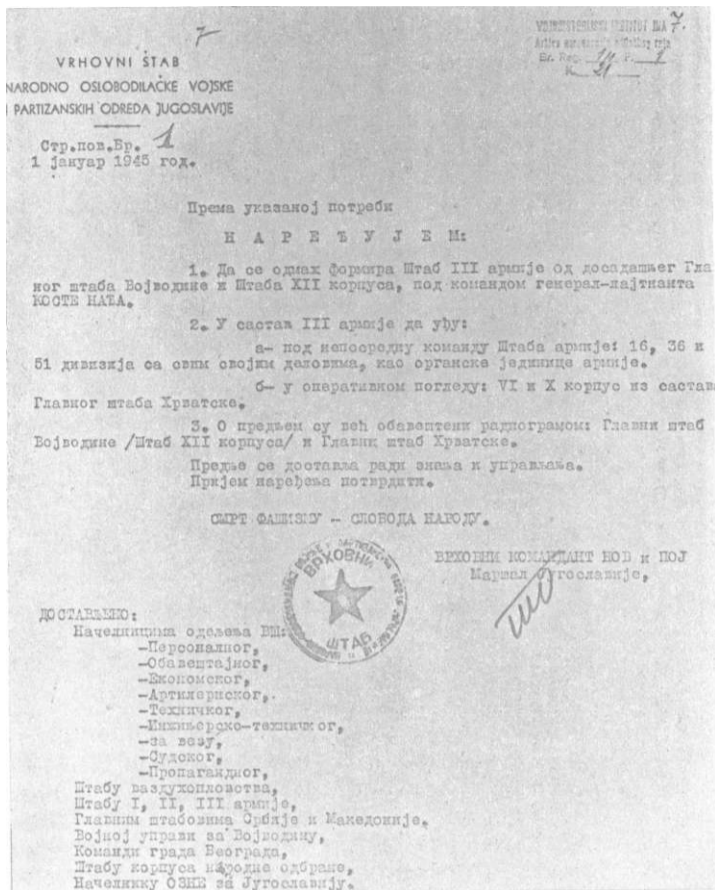 7
VRHOVNI ŠTAB
NARODNO OSLOBODILAČKE VOJSKE
I PARTIZANSKIH ODREDA JUGOSLAVIJE
7.
Стр.пов.Бр. 1
1 јануар 1945 год.
Према указаној потреби
Н А Р Е Ђ У Ј Е М:
1. Да се одмах формира Штаб III армије од досадашњег Гла
ног штаба Војводине и Штаба XII корпуса, под командом генерал-лајтнанта
КОСТЕ НАЂА.
2. У састав III армије да уђу:
а- под непосредну команду Штаба армије: 16, 36 и
51 дивизија са свим својим деловима, као органске јединице армије.
б- у оперативном погледу: VI и X корпус из састава
Главног штаба Хрватске.
3. О предњем су већ обавештени радиограмом: Главни штаб
Војводине /Штаб XII корпуса/ и Главни штаб Хрватске.
Предње се доставља ради знања и управљања.
Пријем наређења потврдити.
СМРТ ФАШИЗМУ - СЛОБОДА НАРОДУ.
ВРХОВНИ
ШТАБ
ВРХОВНИ КОМАНДАНТ НОВ и ПОЈ
Маршал Југославије,
ДОСТАВЉЕНО:
Начелницима одељења ВШ:
-Персоналног,
-Обавештајног,
-Економског,
-Артилериског,.
-Техничког,
-Инжињерско-техничког,
-за везу,
-Судског,
-Пропагандног,
Штабу ваздухопловства,
Штабу I, II, III армије,
Главним штабовима Србије и Македоније.
Војној управи за Војводину,
Команди града Београда,
Штабу корпуса народне одбране,
Начелнику ОЗНЕ за Југославију.